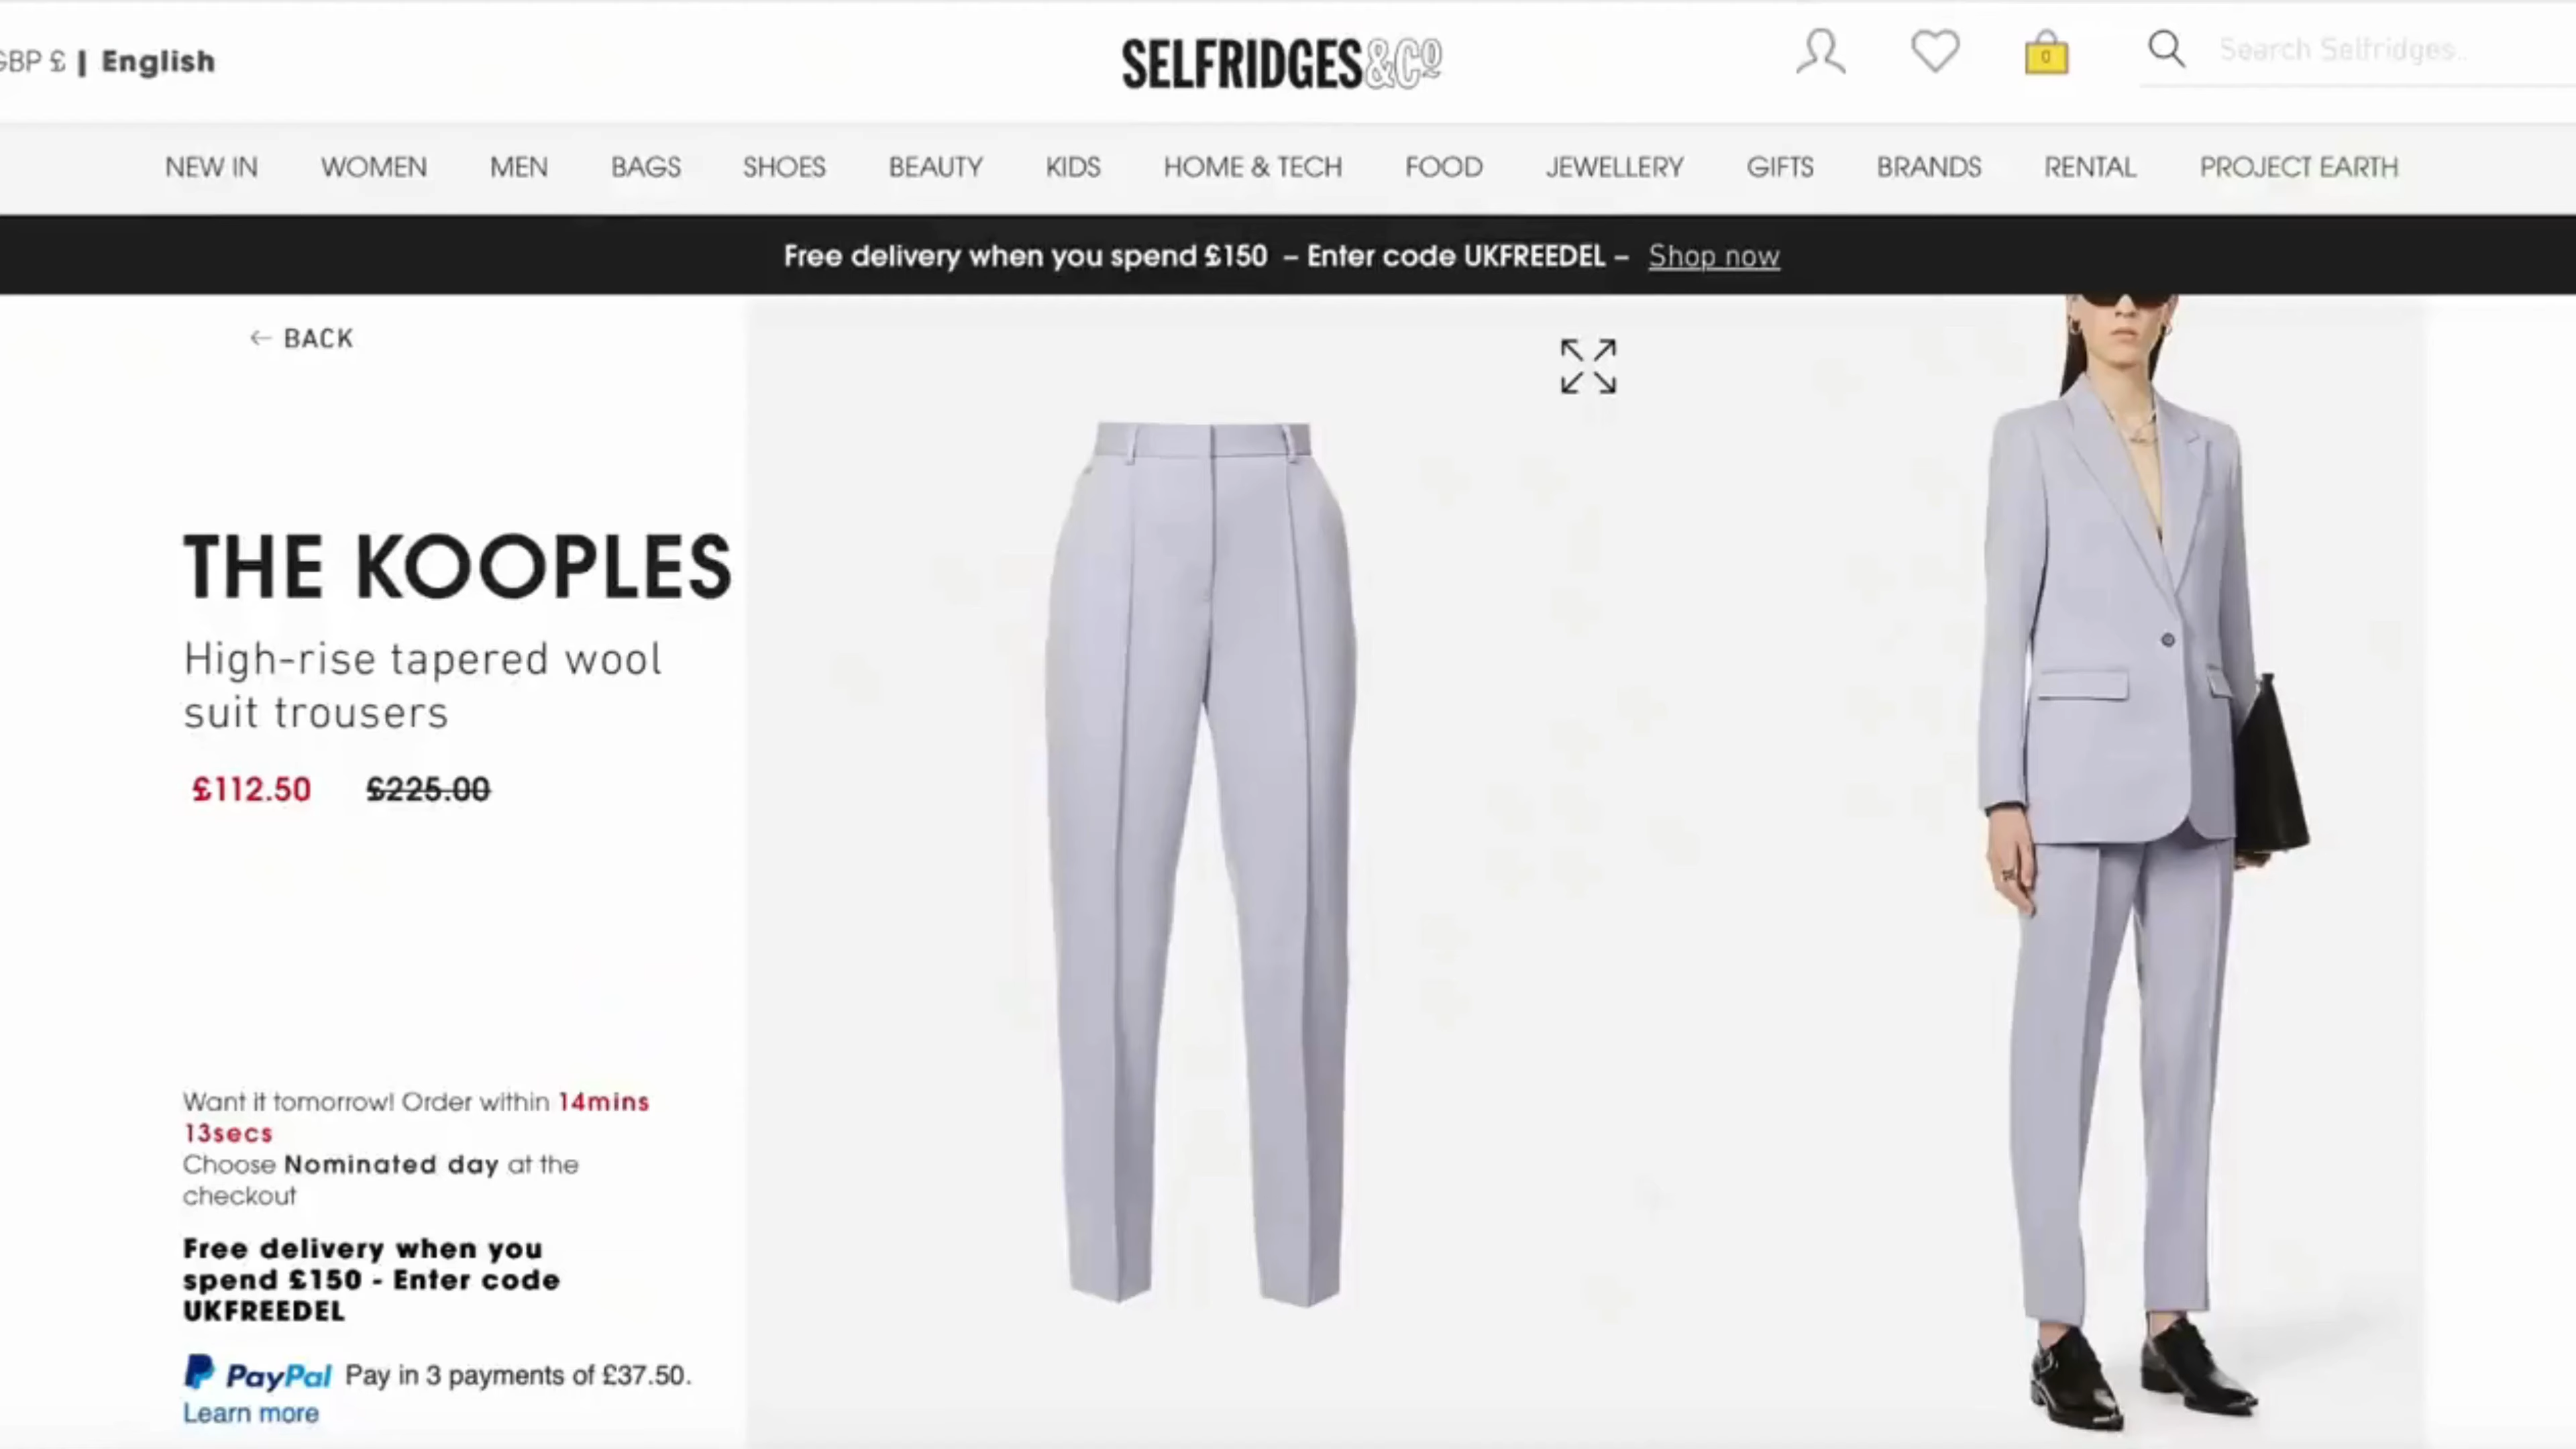 GBP £ | English
SELFRIDGES&CO
0
Search Selfridges..
NEW IN WOMEN MEN BAGS SHOES BEAUTY KIDS HOME & TECH FOOD JEWELLERY GIFTS BRANDS RENTAL PROJECT EARTH
Free delivery when you spend £150 – Enter code UKFREEDEL – Shop now
← BACK
THE KOOPLES
High-rise tapered wool
suit trousers
£112.50 £225.00
Want it tomorrow! Order within 14mins
13secs
Choose Nominated day at the
checkout
Free delivery when you
spend £150 - Enter code
UKFREEDEL
PayPal Pay in 3 payments of £37.50.
Learn more